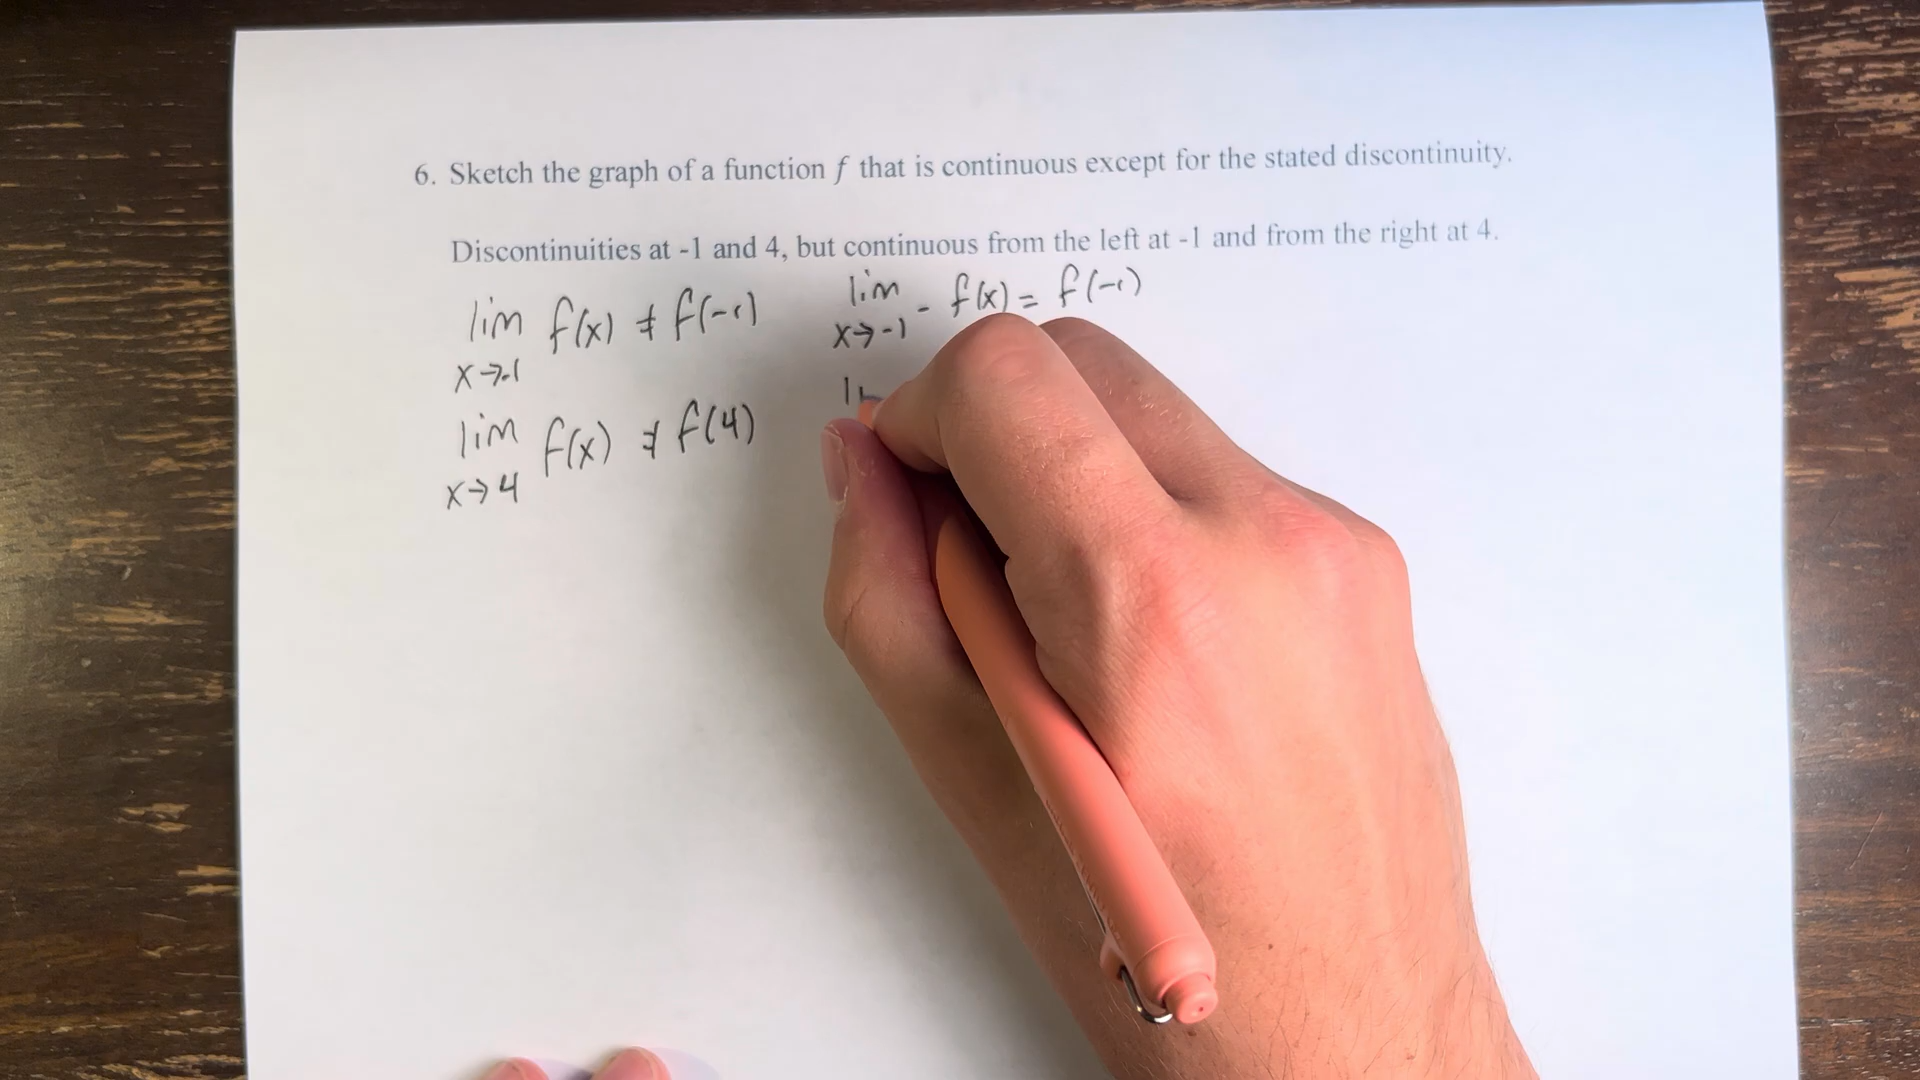 6. Sketch the graph of a function f that is continuous except for the stated discontinuity.
Discontinuities at -1 and 4, but continuous from the left at -1 and from the right at 4.
lim f(x) ≠ f(-1)
x→-1
lim f(x) ≠ f(4)
x→4
lim - f(x) = f(-1)
x→-1